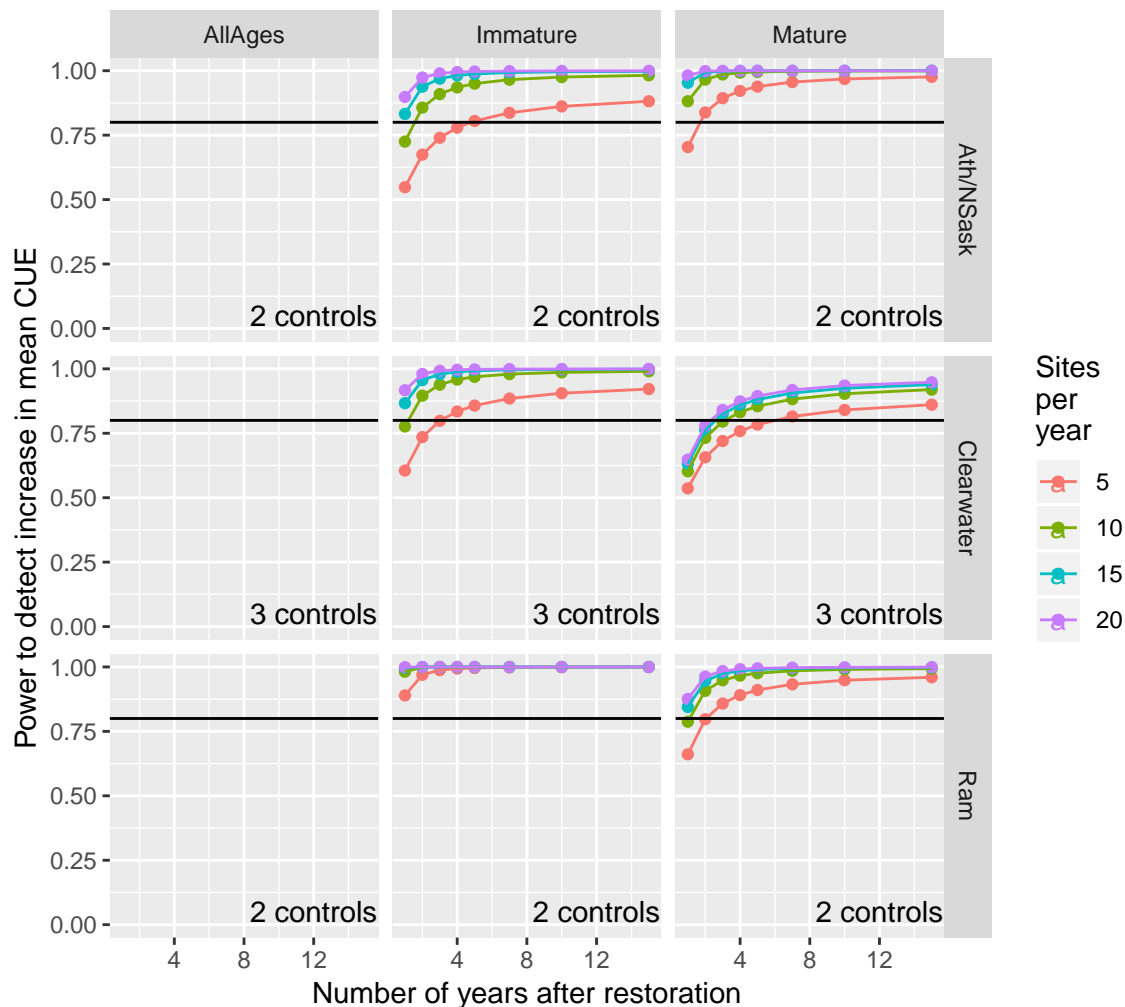 AllAges Immature Mature
Power to detect increase in mean CUE
1.00
0.75
0.50
0.25
0.00
2 controls 2 controls 2 controls
Ath/NSask
1.00
0.75
0.50
0.25
0.00
3 controls 3 controls 3 controls
Clearwater
1.00
0.75
0.50
0.25
0.00
2 controls 2 controls 2 controls
Ram
4 8 12 4 8 12 4 8 12
Number of years after restoration
Sites
per
year
a 5
a 10
a 15
a 20